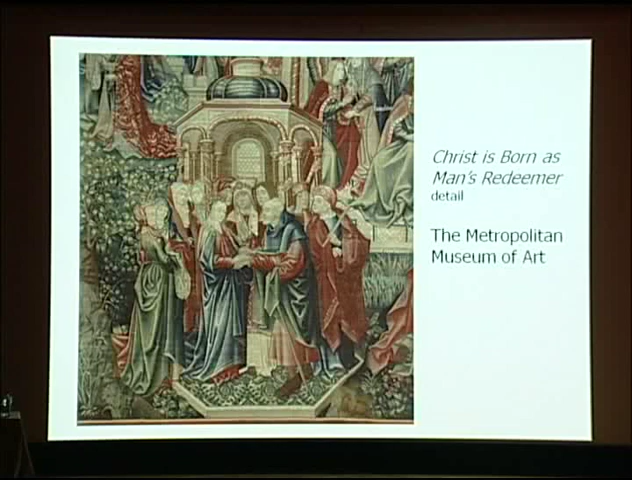 Christ is Born as
Man's Redeemer
detail
The Metropolitan
Museum of Art